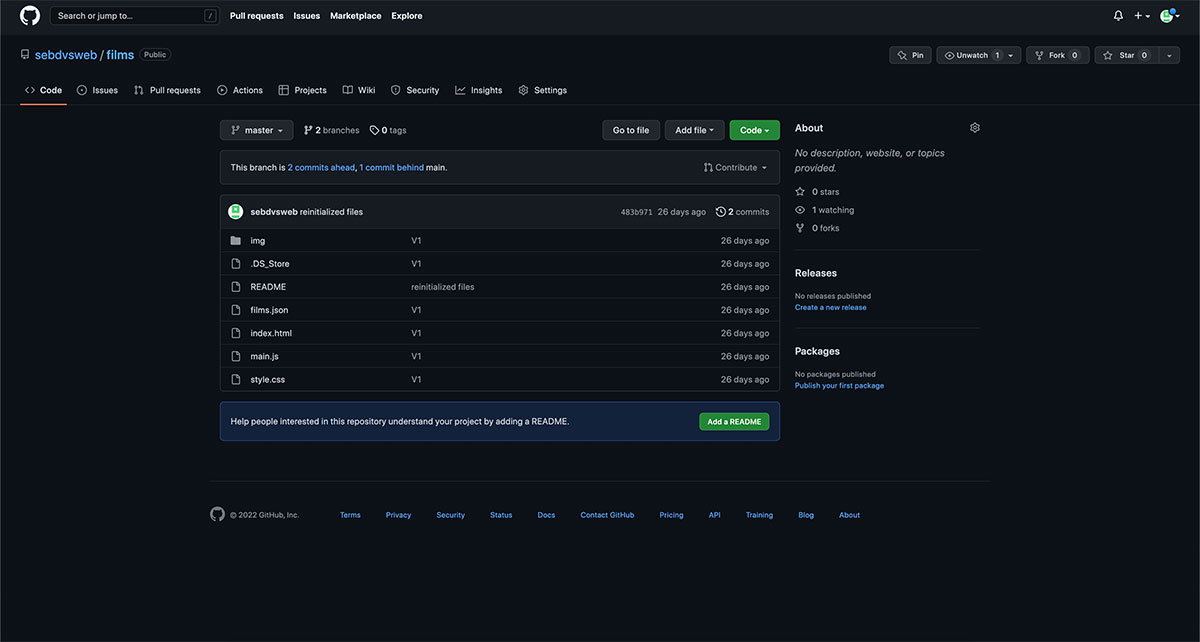 Search or jump to... /
Pull requests Issues Marketplace Explore
sebdvsweb / films Public
Pin Unwatch 1 Fork 0 Star 0
Code Issues Pull requests Actions Projects Wiki Security Insights Settings
master 2 branches 0 tags Go to file Add file Code
This branch is 2 commits ahead, 1 commit behind main. Contribute
sebdvsweb reinitialized files 483b971 26 days ago 2 commits
img V1 26 days ago
.DS_Store V1 26 days ago
README reinitialized files 26 days ago
films.json V1 26 days ago
index.html V1 26 days ago
main.js V1 26 days ago
style.css V1 26 days ago
Help people interested in this repository understand your project by adding a README. Add a README
About
No description, website, or topics
provided.
0 stars
1 watching
0 forks
Releases
No releases published
Create a new release
Packages
No packages published
Publish your first package
© 2022 GitHub, Inc. Terms Privacy Security Status Docs Contact GitHub Pricing API Training Blog About